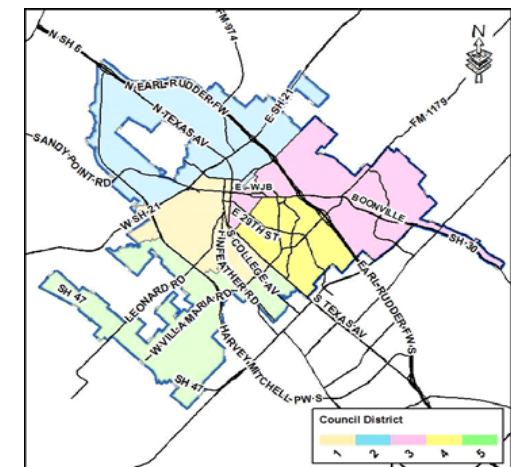 N SH 6
FM-974
N
N EARL-RUDDER-FW
E-SH-21
N-TEXAS-AV
FM-1179
SANDY-POINT-RD
E -WJB
BOONVILLE
W-SH-21
E 29TH ST
SH-30
S COLLEGE-AV
FINFEATHER-RD
EARL-RUDDER-FW-S
SH 47
LEONARD-RD
W-VILLA MARIA-RD
S TEXAS-AV
HARVEY-MITCHELL-PW-S
SH 47
Council District
1 2 3 4 5